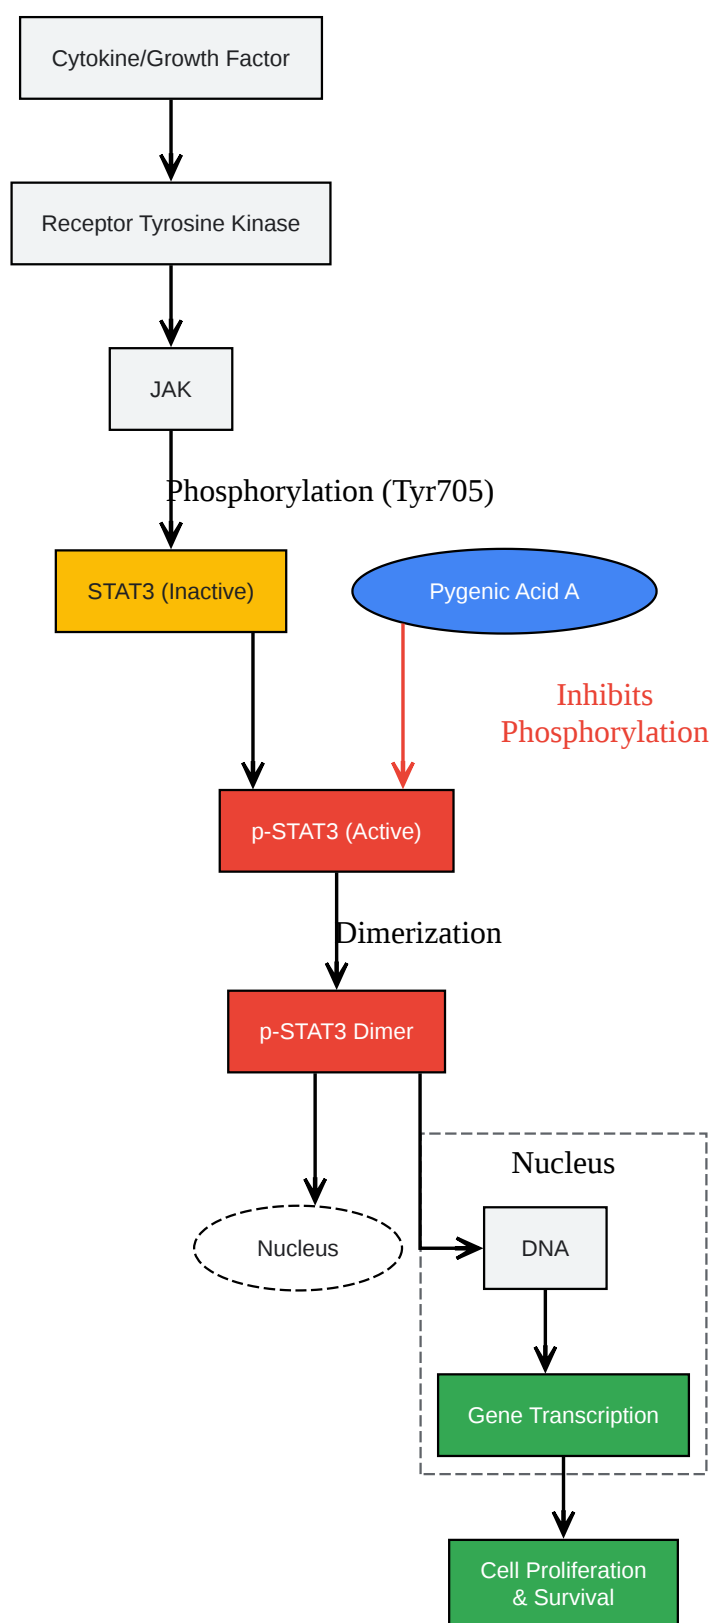 Cytokine/Growth Factor
Receptor Tyrosine Kinase
JAK
Phosphorylation (Tyr705)
STAT3 (Inactive)
Pygenic Acid A
Inhibits
Phosphorylation
p-STAT3 (Active)
Dimerization
p-STAT3 Dimer
Nucleus
Nucleus
DNA
Gene Transcription
Cell Proliferation
& Survival